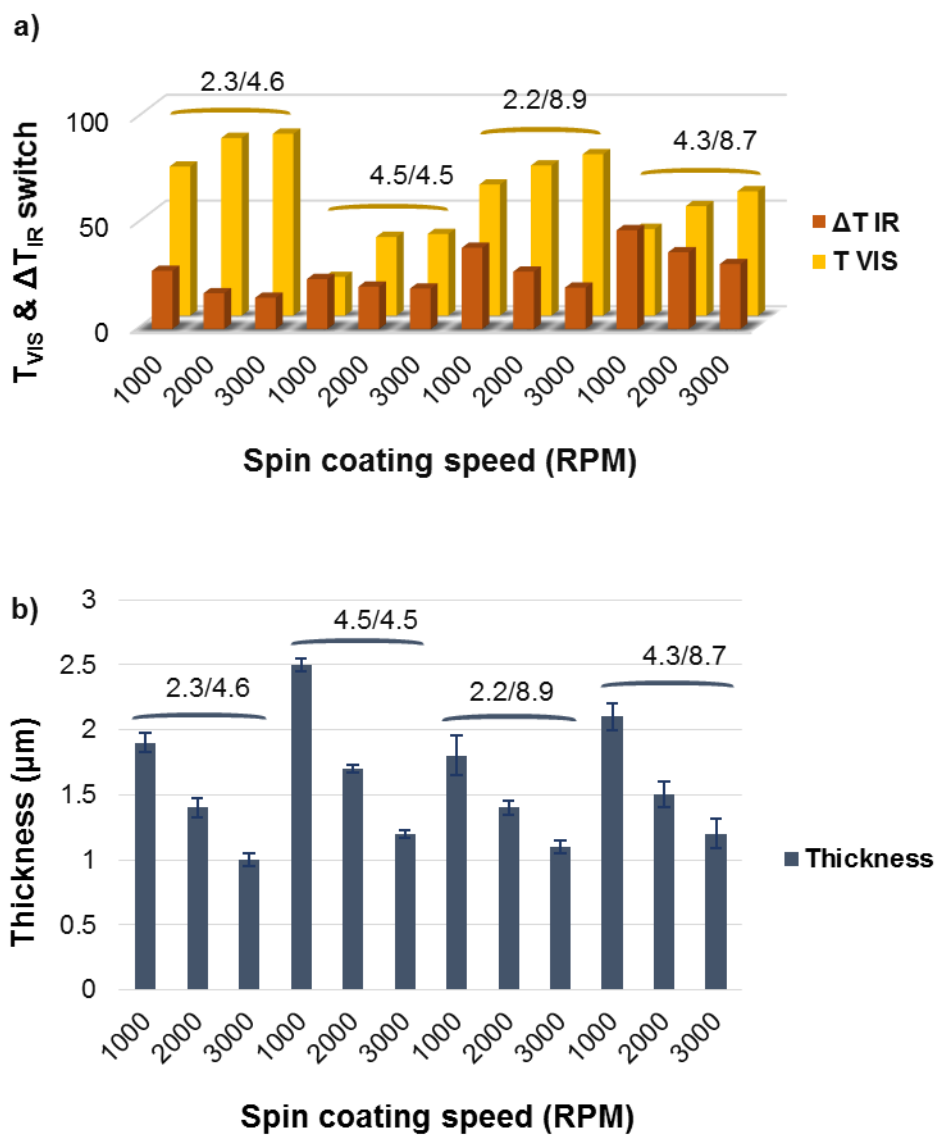 a)
T_VIS & ΔT_IR switch
100
50
0
2.3/4.6
4.5/4.5
2.2/8.9
4.3/8.7
ΔT IR
T VIS
1000 2000 3000 1000 2000 3000 1000 2000 3000 1000 2000 3000
Spin coating speed (RPM)
b)
Thickness (µm)
3
2.5
2
1.5
1
0.5
0
2.3/4.6
4.5/4.5
2.2/8.9
4.3/8.7
Thickness
1000 2000 3000 1000 2000 3000 1000 2000 3000 1000 2000 3000
Spin coating speed (RPM)